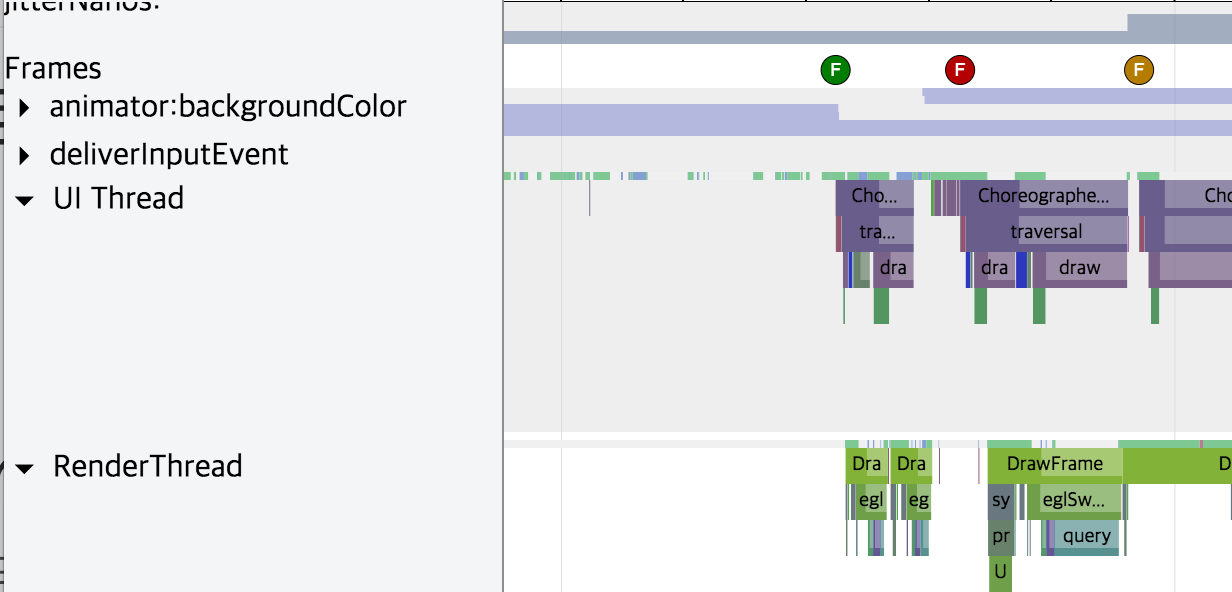 jitterNanos:
Frames
F F F
animator:backgroundColor
deliverInputEvent
UI Thread
Cho... Choreographe... Cho
tra... traversal
dra dra draw
RenderThread
Dra Dra DrawFrame D
egl eg sy eglSw...
pr query
U